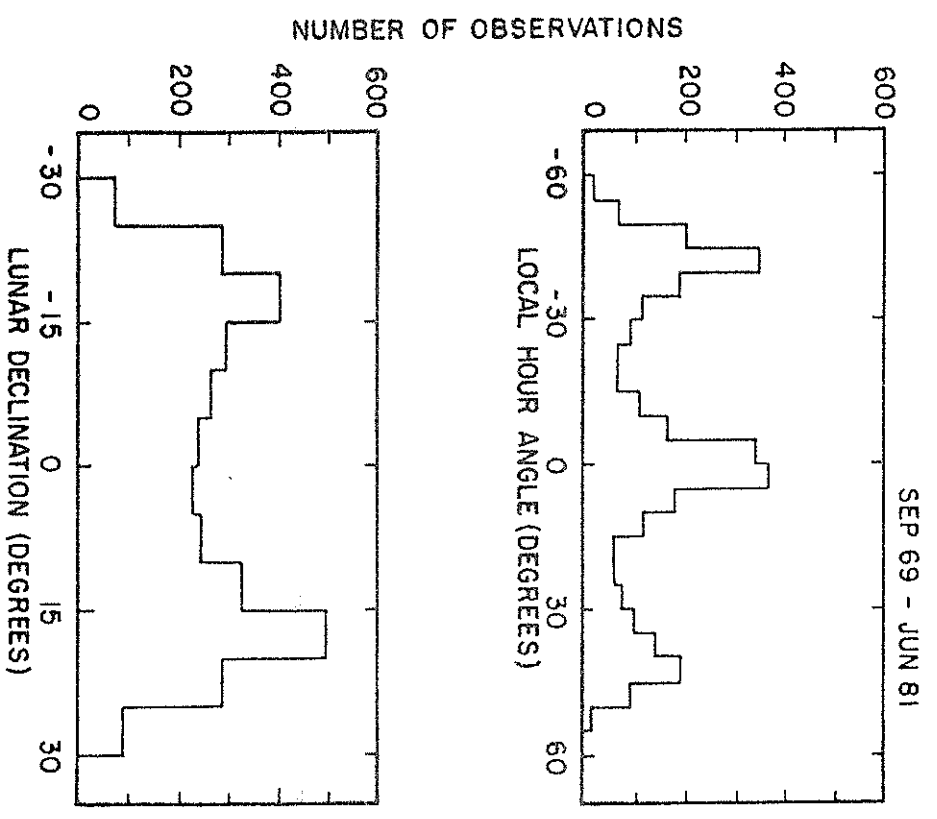 SEP 69 - JUN 81
600
400
200
0
-60 -30 0 30 60
LOCAL HOUR ANGLE (DEGREES)
NUMBER OF OBSERVATIONS
600
400
200
0
-30 -15 0 15 30
LUNAR DECLINATION (DEGREES)